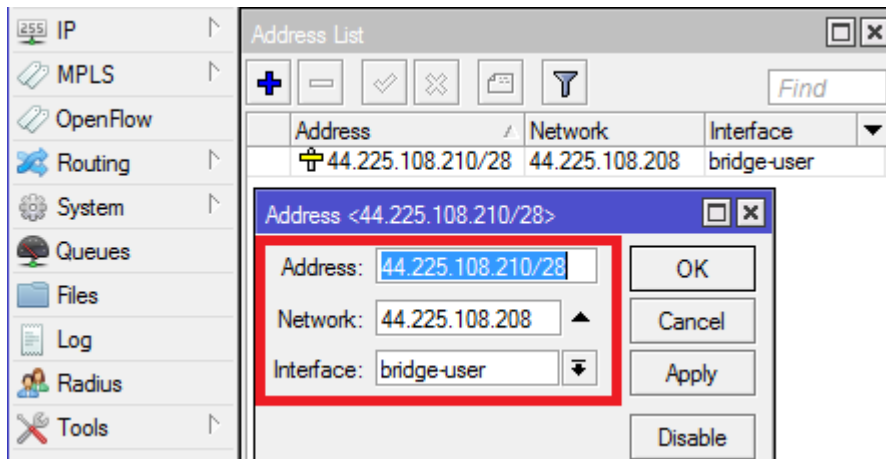 255 IP
MPLS
OpenFlow
Routing
System
Queues
Files
Log
Radius
Tools
Address List
Find
Address Network Interface
44.225.108.210/28 44.225.108.208 bridge-user
Address <44.225.108.210/28>
Address: 44.225.108.210/28
OK
Network: 44.225.108.208
Cancel
Interface: bridge-user
Apply
Disable